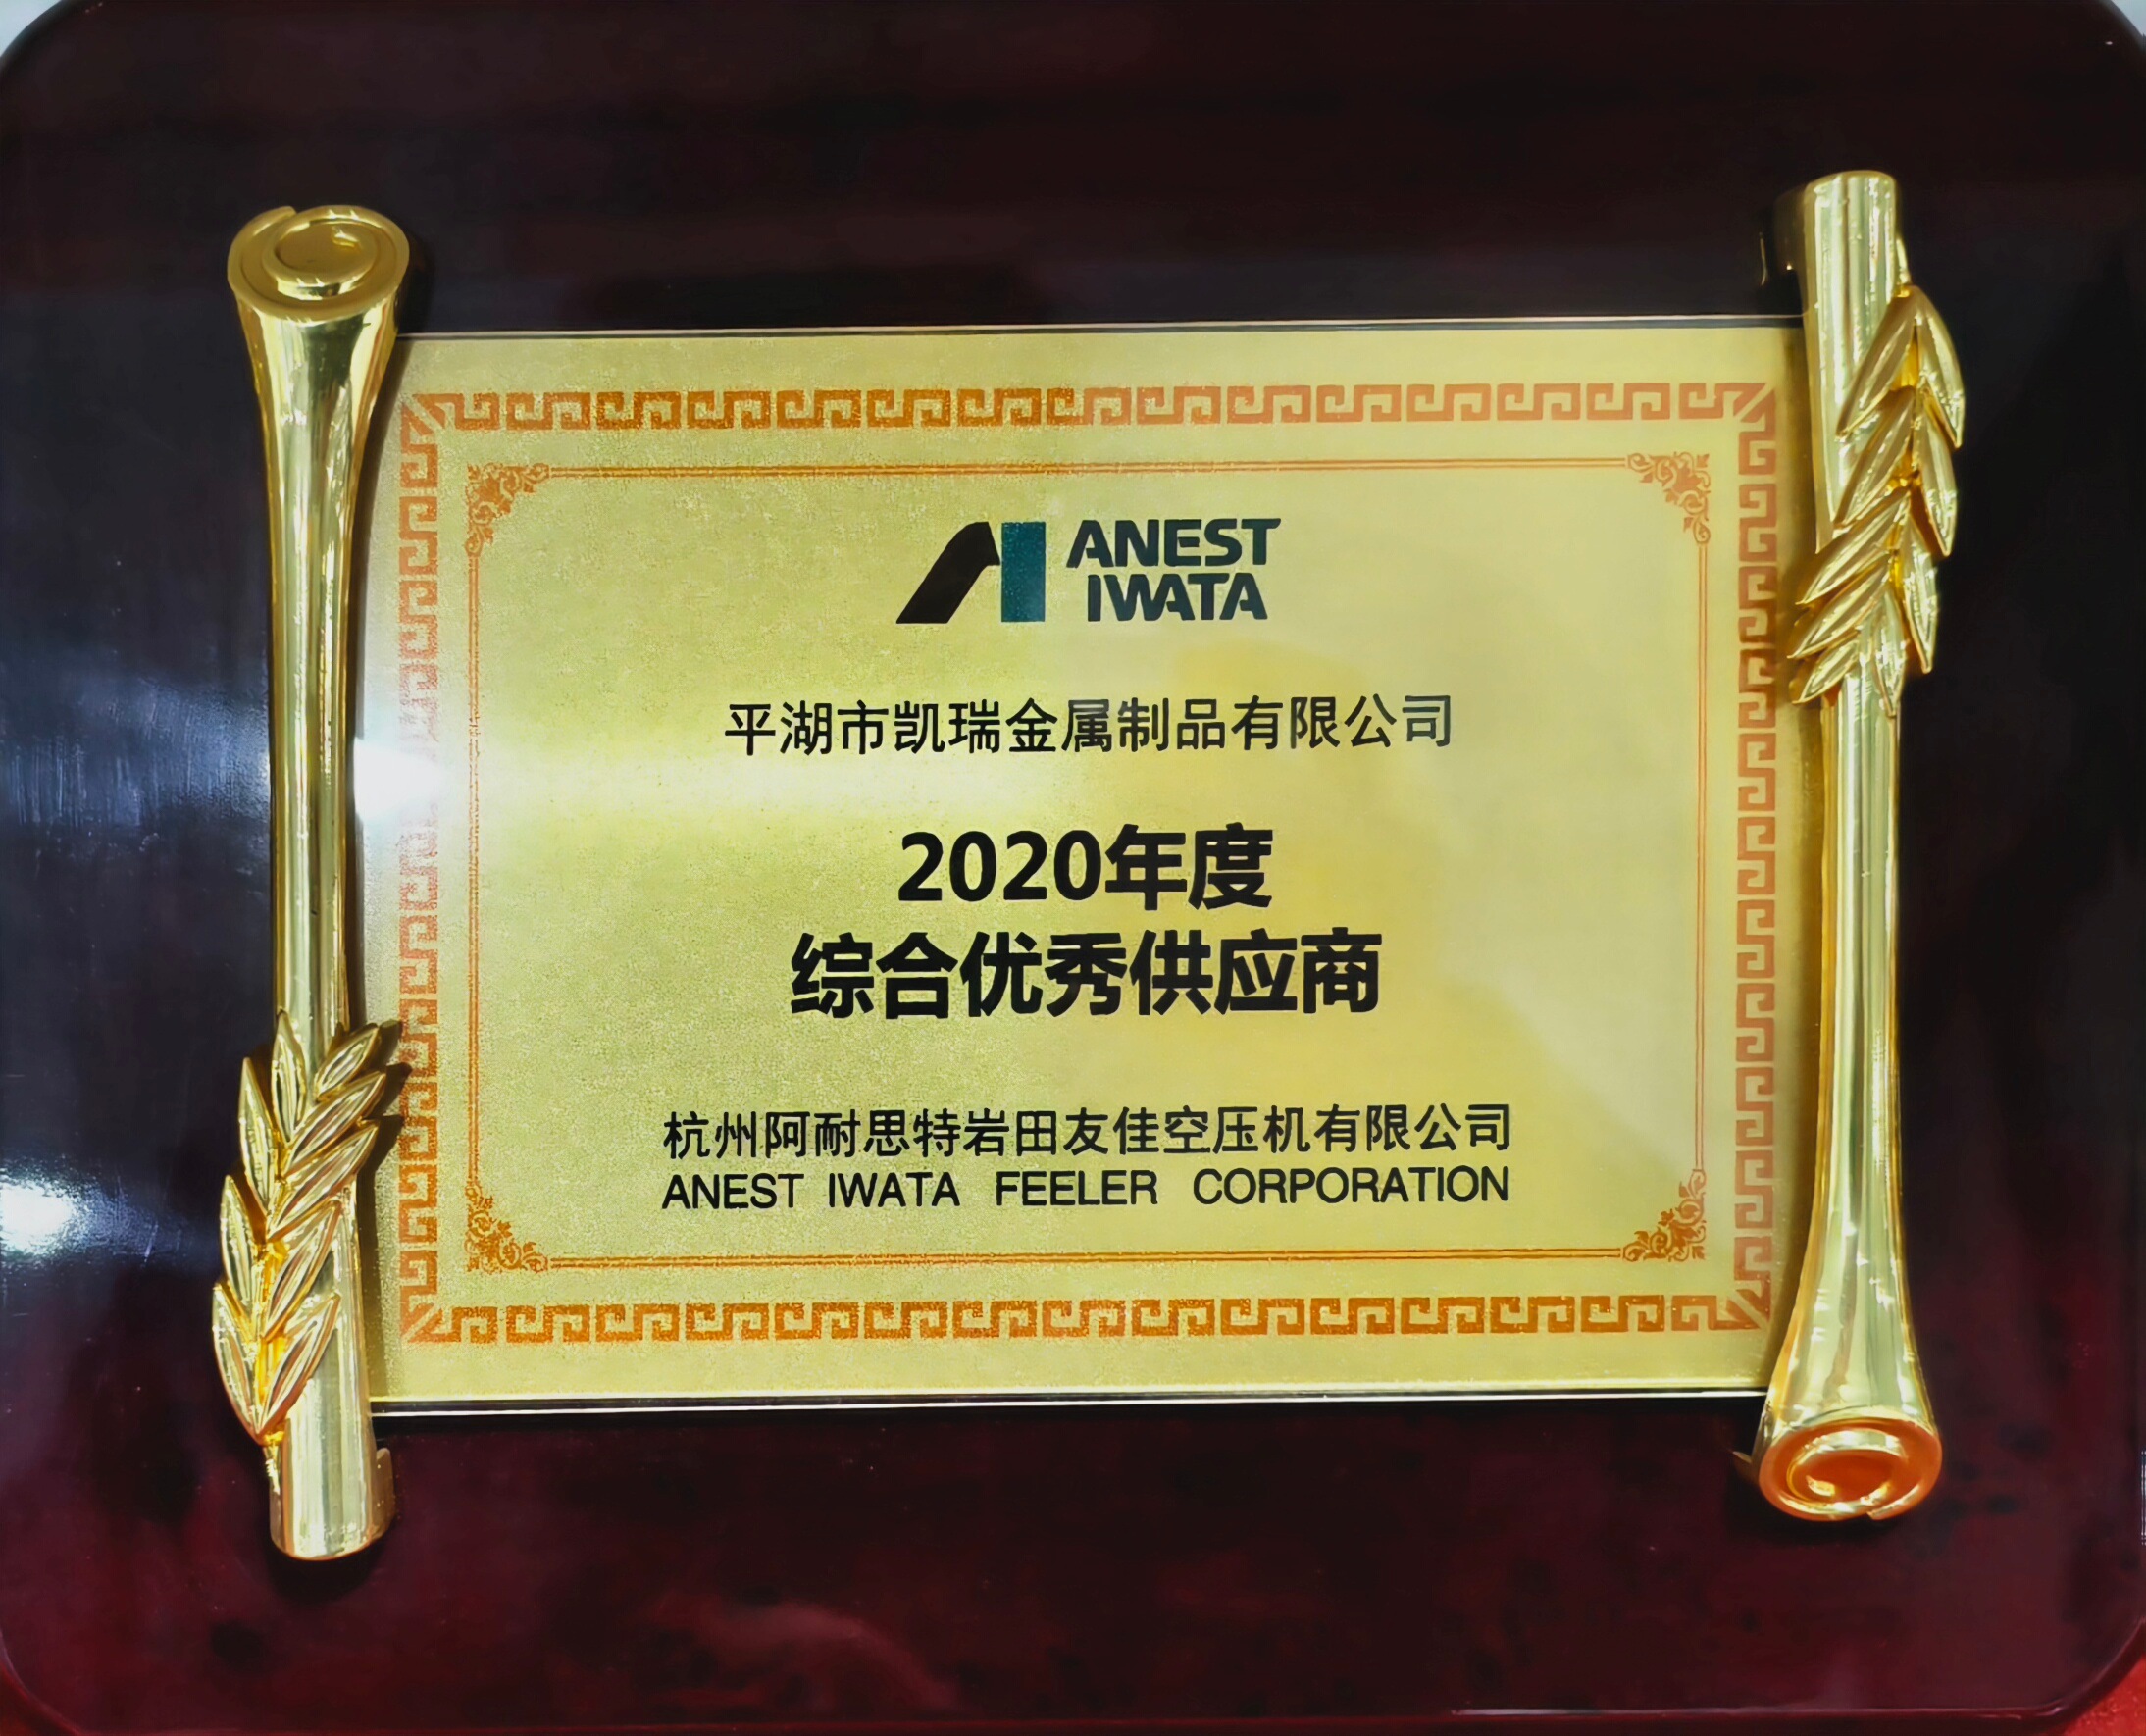 ANEST
IWATA
平湖市凯瑞金属制品有限公司
2020年度
综合优秀供应商
杭州阿耐思特岩田友佳空压机有限公司
ANEST IWATA FEELER CORPORATION